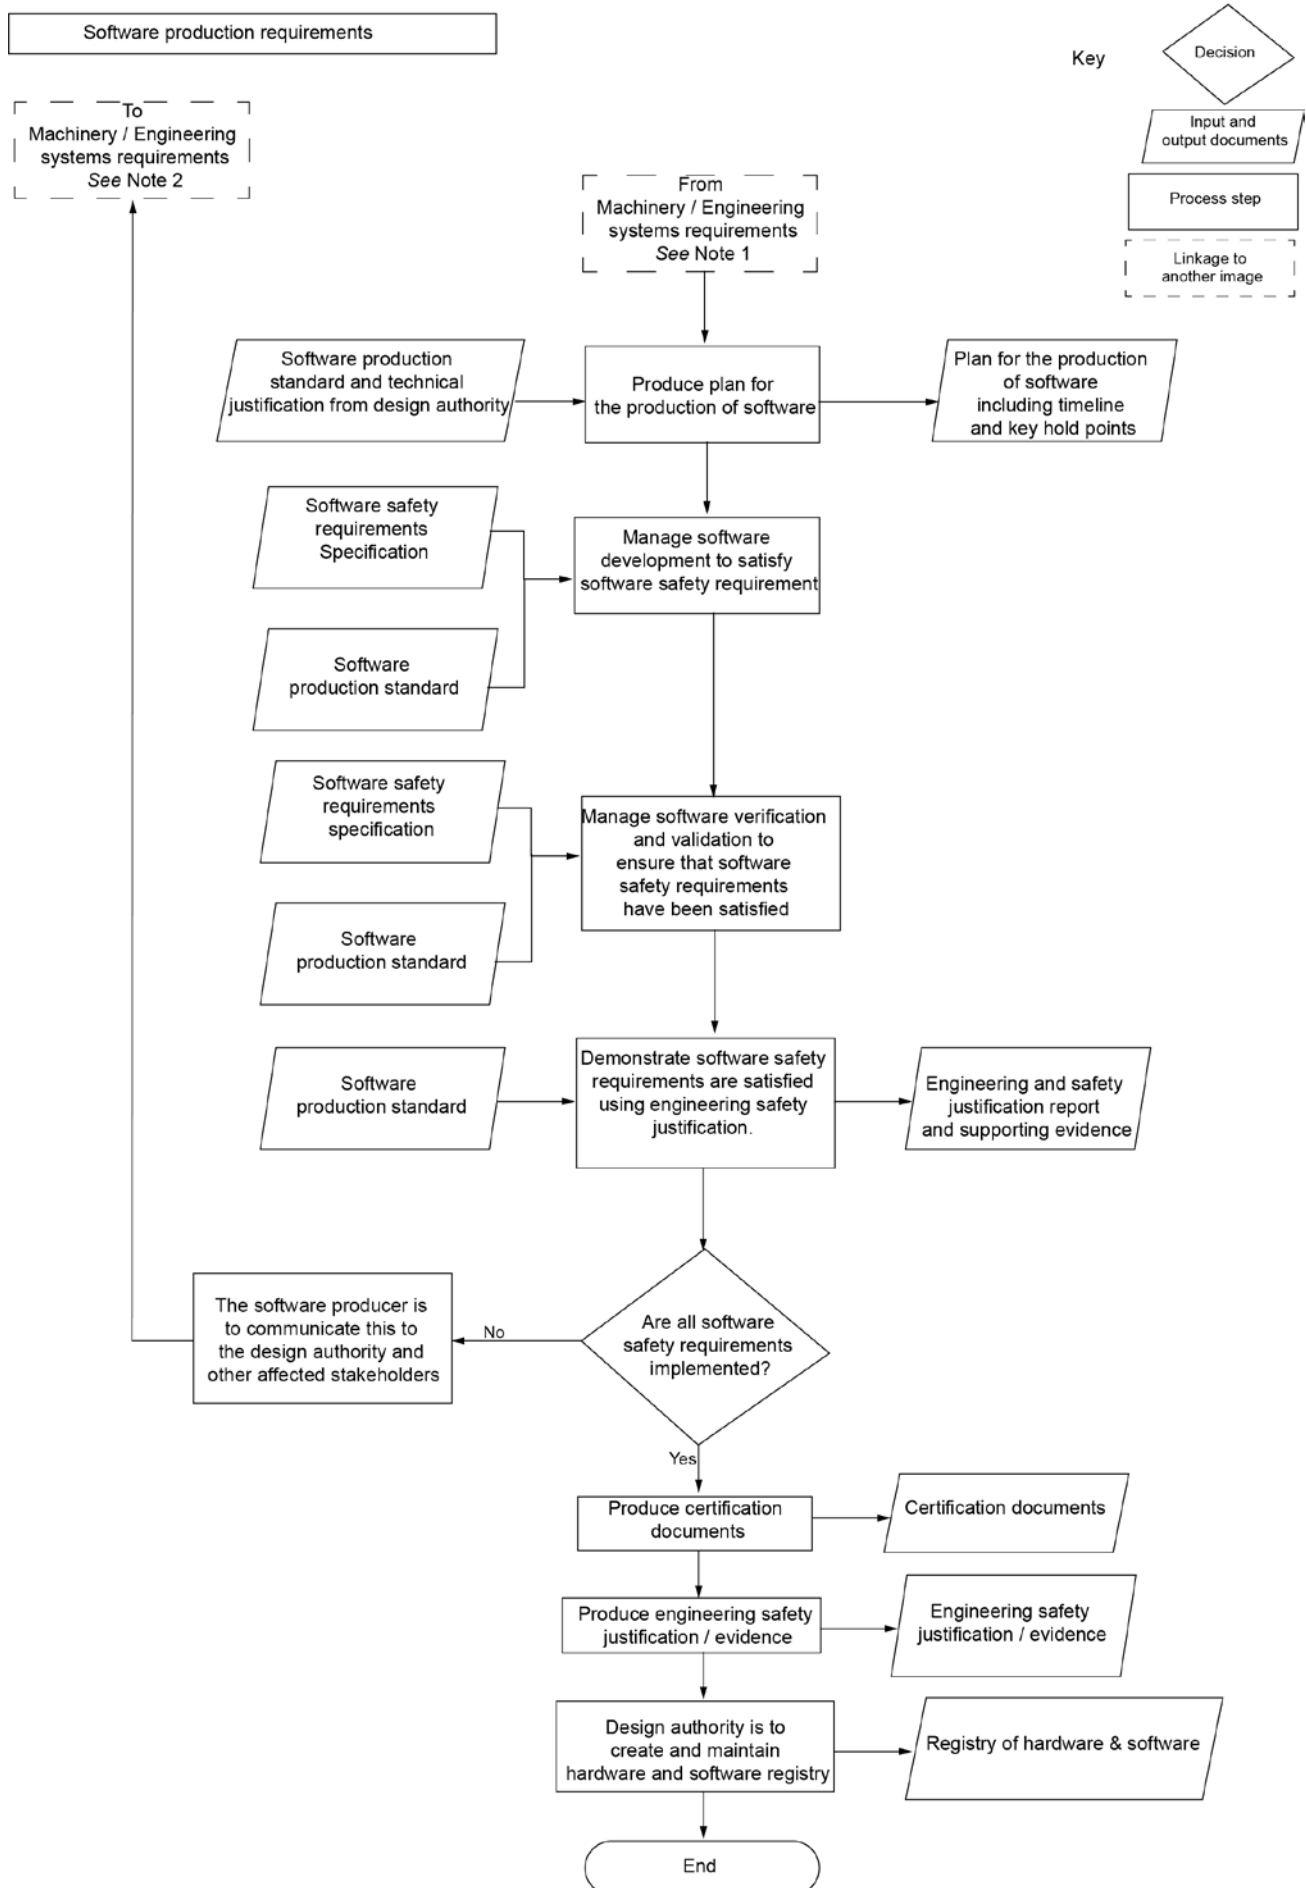 Software production requirements
Key
Decision
Input and
output documents
Process step
Linkage to
another image
To
Machinery / Engineering
systems requirements
See Note 2
From
Machinery / Engineering
systems requirements
See Note 1
Software production
standard and technical
justification from design authority
Produce plan for
the production of software
Plan for the production
of software
including timeline
and key hold points
Software safety
requirements
Specification
Manage software
development to satisfy
software safety requirement
Software
production standard
Software safety
requirements
specification
Manage software verification
and validation to
ensure that software
safety requirements
have been satisfied
Software
production standard
Software
production standard
Demonstrate software safety
requirements are satisfied
using engineering safety
justification.
Engineering and safety
justification report
and supporting evidence
The software producer is
to communicate this to
the design authority and
other affected stakeholders
No
Are all software
safety requirements
implemented?
Yes
Produce certification
documents
Certification documents
Produce engineering safety
justification / evidence
Engineering safety
justification / evidence
Design authority is to
create and maintain
hardware and software registry
Registry of hardware & software
End